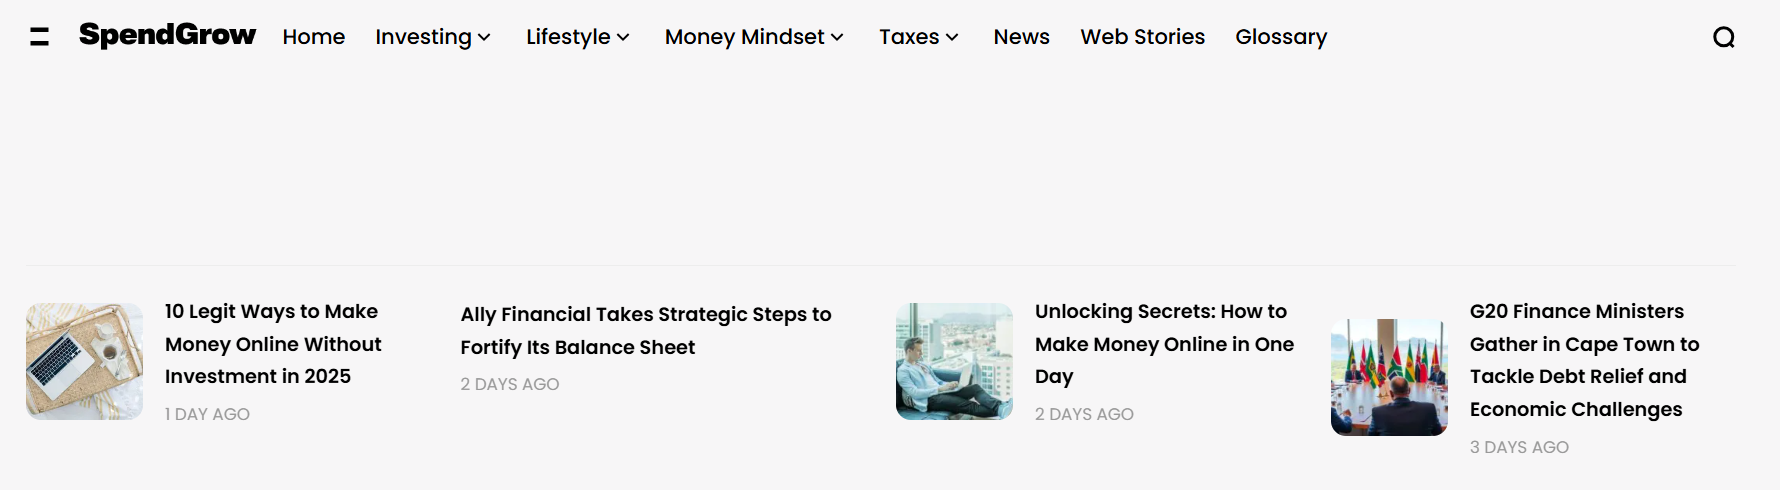 SpendGrow Home Investing Lifestyle Money Mindset Taxes News Web Stories Glossary
10 Legit Ways to Make
Money Online Without
Investment in 2025
1 DAY AGO
Ally Financial Takes Strategic Steps to
Fortify Its Balance Sheet
2 DAYS AGO
Unlocking Secrets: How to
Make Money Online in One
Day
2 DAYS AGO
G20 Finance Ministers
Gather in Cape Town to
Tackle Debt Relief and
Economic Challenges
3 DAYS AGO